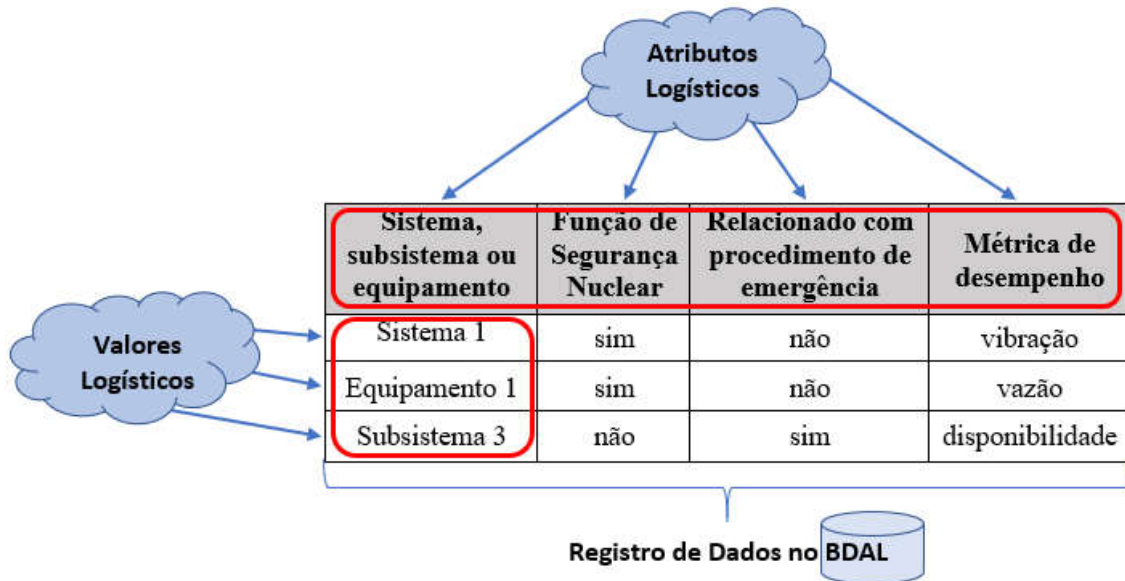 Atributos
Logísticos
Sistema,
subsistema ou
equipamento
Função de
Segurança
Nuclear
Relacionado com
procedimento de
emergência
Métrica de
desempenho
Valores
Logísticos
Sistema 1
sim
não
vibração
Equipamento 1
sim
não
vazão
Subsistema 3
não
sim
disponibilidade
Registro de Dados no BDAL